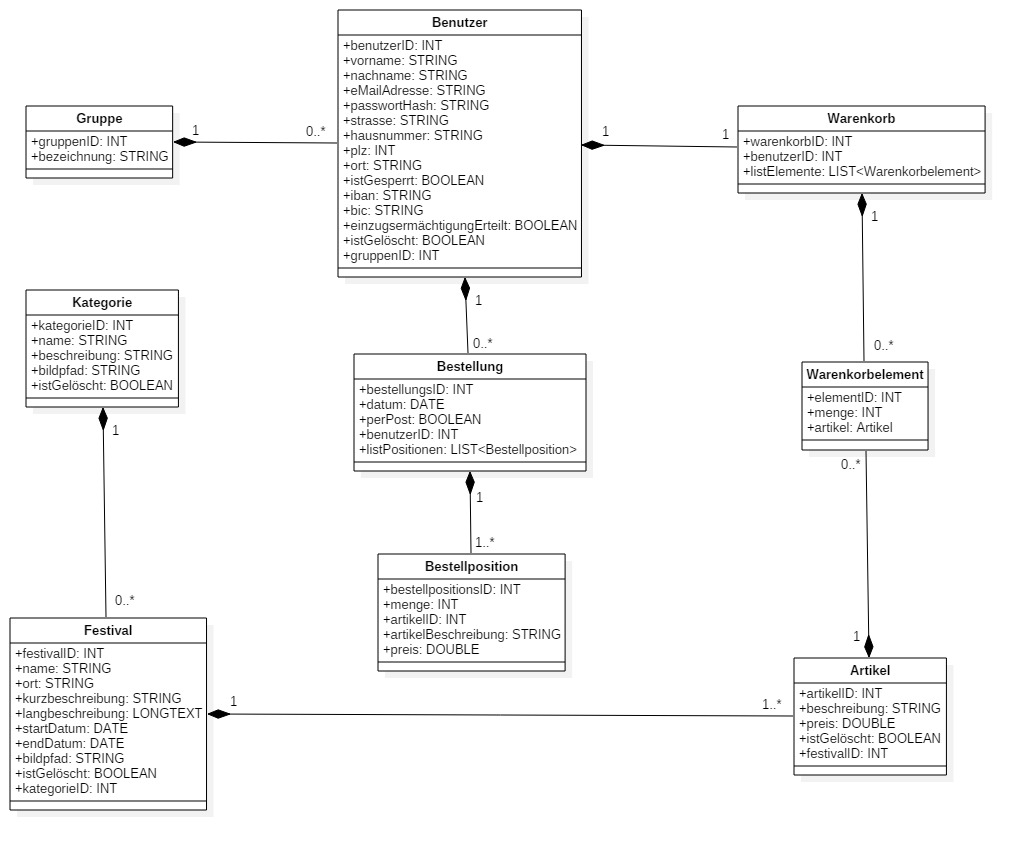 Benutzer
+benutzerID: INT
+vorname: STRING
+nachname: STRING
+eMailAdresse: STRING
+passwortHash: STRING
+strasse: STRING
+hausnummer: STRING
+plz: INT
+ort: STRING
+istGesperrt: BOOLEAN
+iban: STRING
+bic: STRING
+einzugsermächtigungErteilt: BOOLEAN
+istGelöscht: BOOLEAN
+gruppenID: INT
Gruppe
+gruppenID: INT
+bezeichnung: STRING
1
0..*
1
1
Warenkorb
+warenkorbID: INT
+benutzerID: INT
+listElemente: LIST<Warenkorbelement>
1
0..*
Kategorie
+kategorieID: INT
+name: STRING
+beschreibung: STRING
+bildpfad: STRING
+istGelöscht: BOOLEAN
1
0..*
1
0..*
Bestellung
+bestellungsID: INT
+datum: DATE
+perPost: BOOLEAN
+benutzerID: INT
+listPositionen: LIST<Bestellposition>
1
1..*
Warenkorbelement
+elementID: INT
+menge: INT
+artikel: Artikel
0..*
1
Bestellposition
+bestellpositionsID: INT
+menge: INT
+artikelID: INT
+artikelBeschreibung: STRING
+preis: DOUBLE
Festival
+festivalID: INT
+name: STRING
+ort: STRING
+kurzbeschreibung: STRING
+langbeschreibung: LONGTEXT
+startDatum: DATE
+endDatum: DATE
+bildpfad: STRING
+istGelöscht: BOOLEAN
+kategorieID: INT
1
1..*
Artikel
+artikelID: INT
+beschreibung: STRING
+preis: DOUBLE
+istGelöscht: BOOLEAN
+festivalID: INT